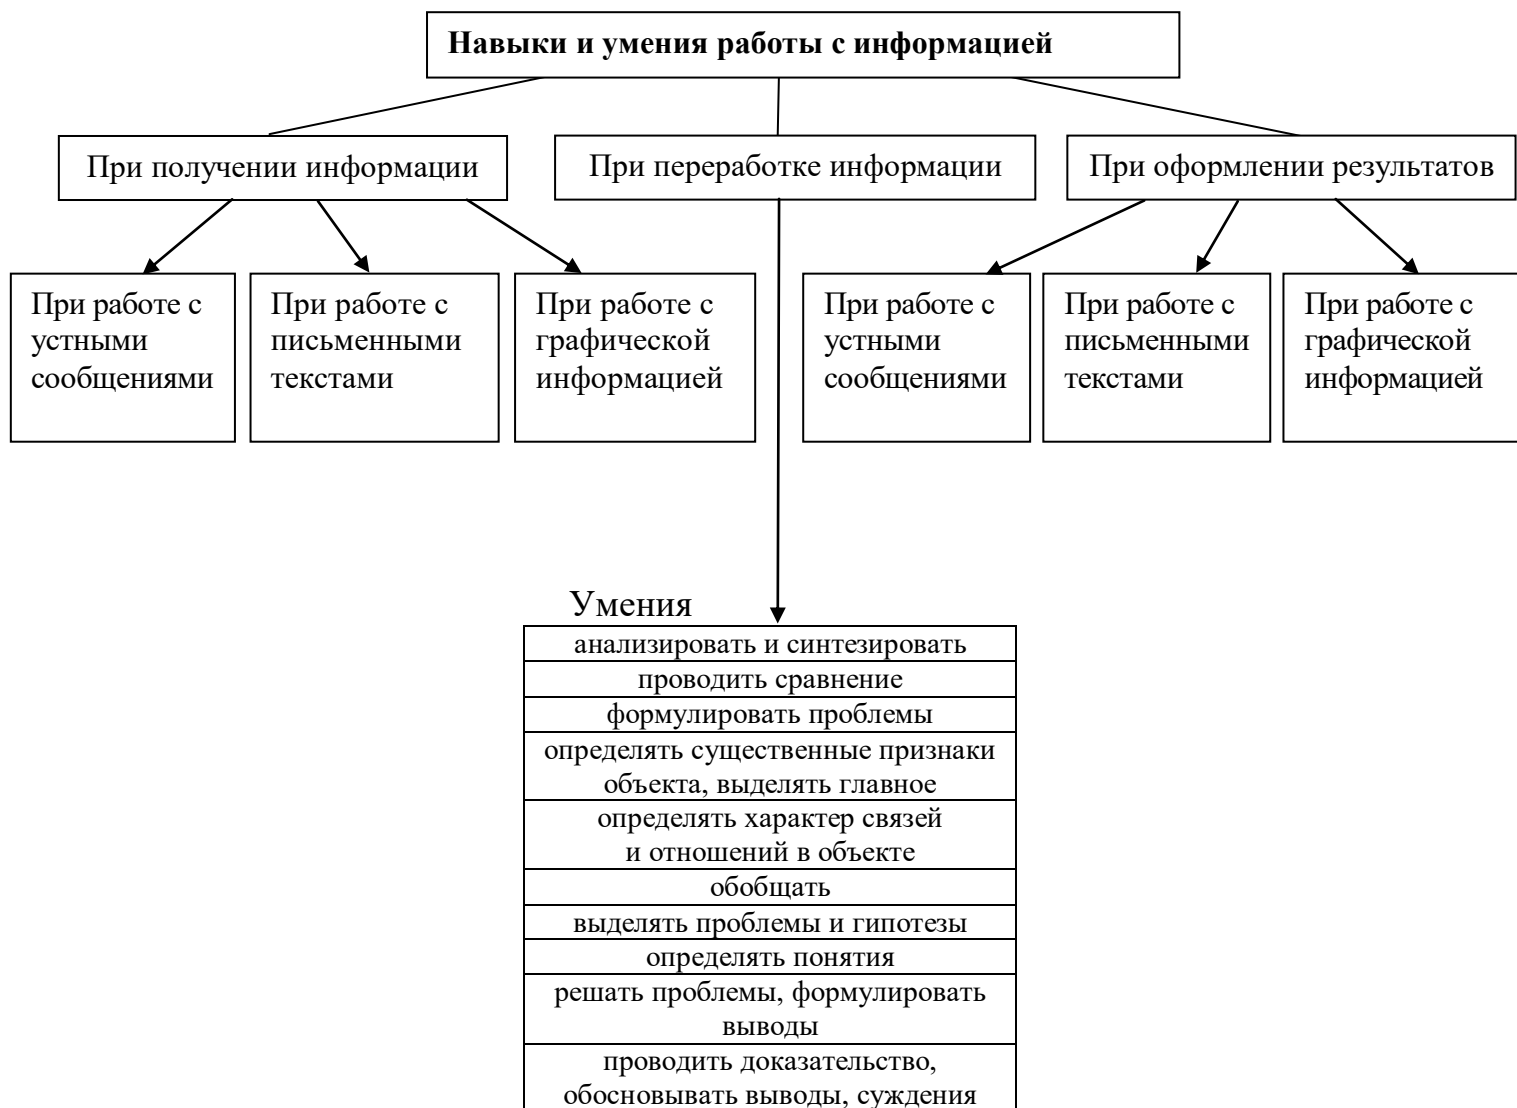 Навыки и умения работы с информацией
При получении информации
При переработке информации
При оформлении результатов
При работе с
устными
сообщениями
При работе с
письменными
текстами
При работе с
графической
информацией
При работе с
устными
сообщениями
При работе с
письменными
текстами
При работе с
графической
информацией
Умения
анализировать и синтезировать
проводить сравнение
формулировать проблемы
определять существенные признаки
объекта, выделять главное
определять характер связей
и отношений в объекте
обобщать
выделять проблемы и гипотезы
определять понятия
решать проблемы, формулировать
выводы
проводить доказательство,
обосновывать выводы, суждения